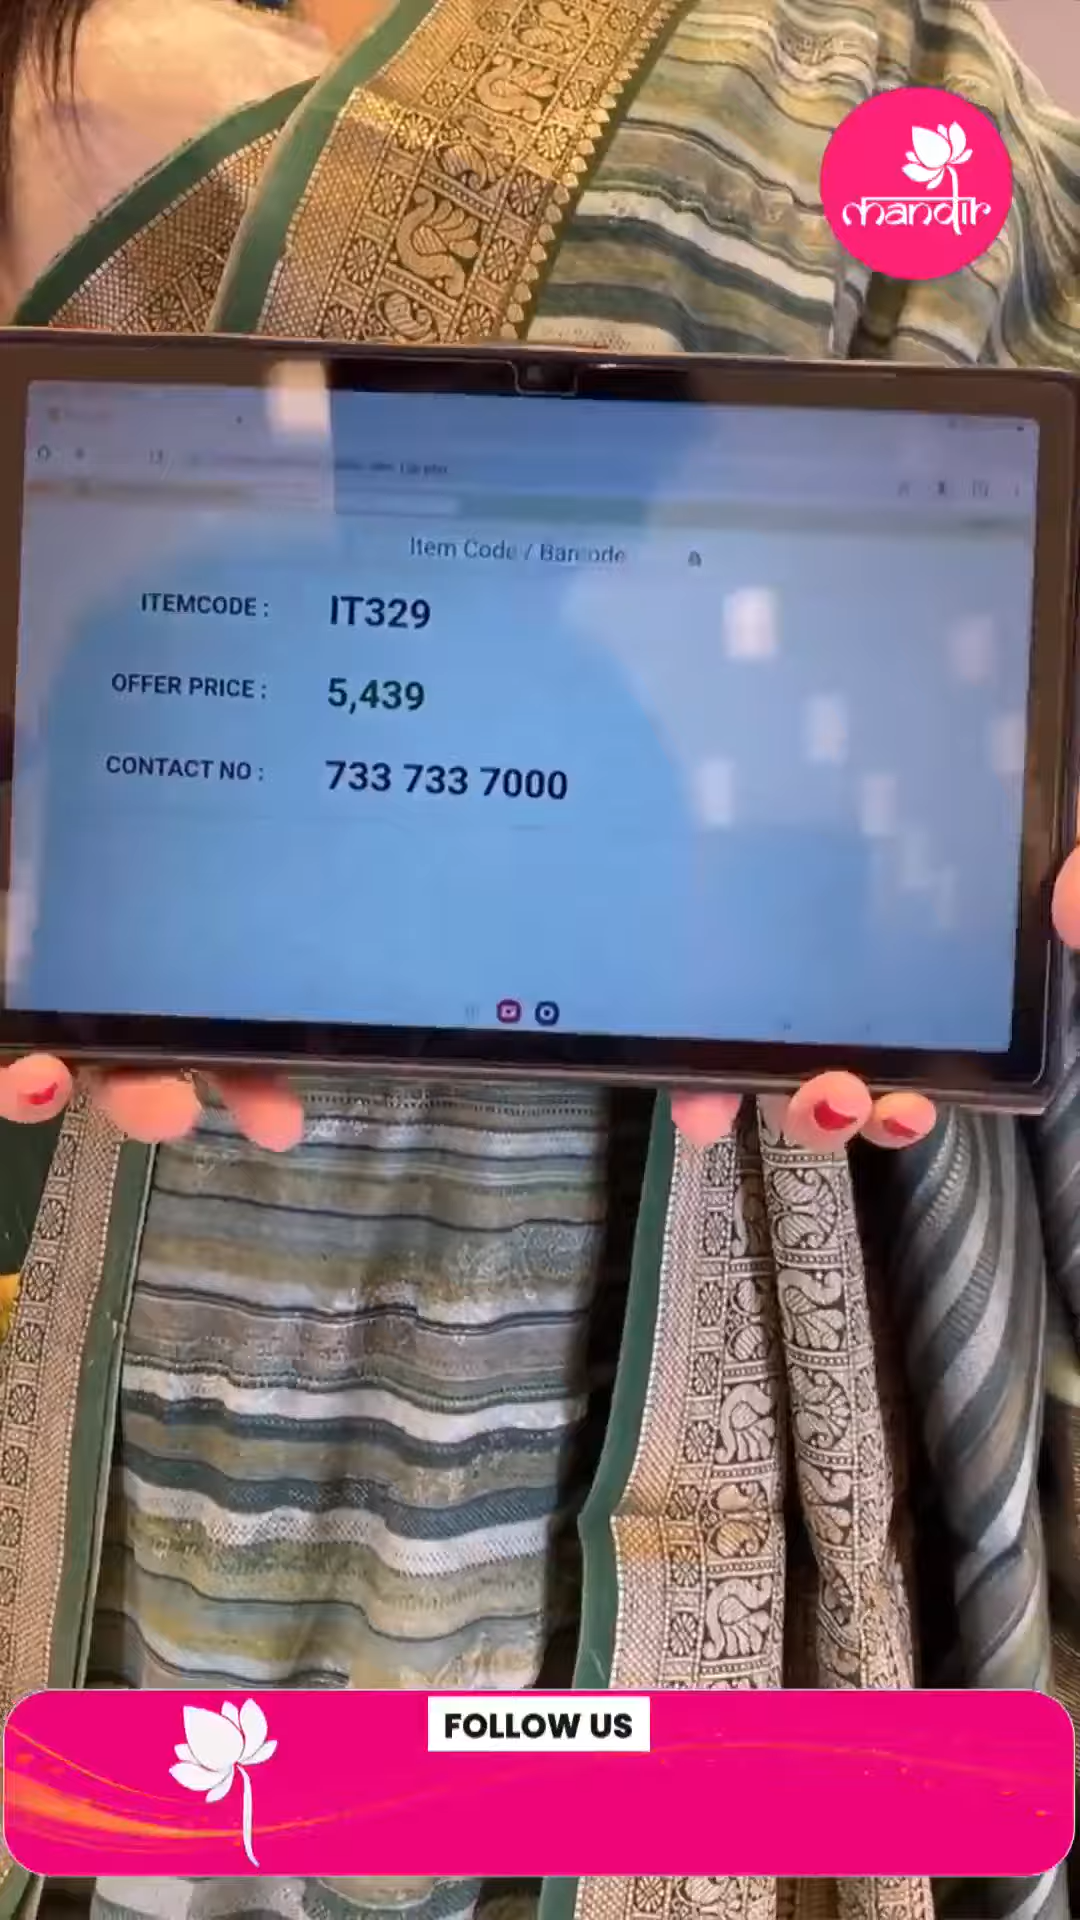 mandir
Item Code / Barcode
ITEMCODE : IT329
OFFER PRICE : 5,439
CONTACT NO : 733 733 7000
FOLLOW US